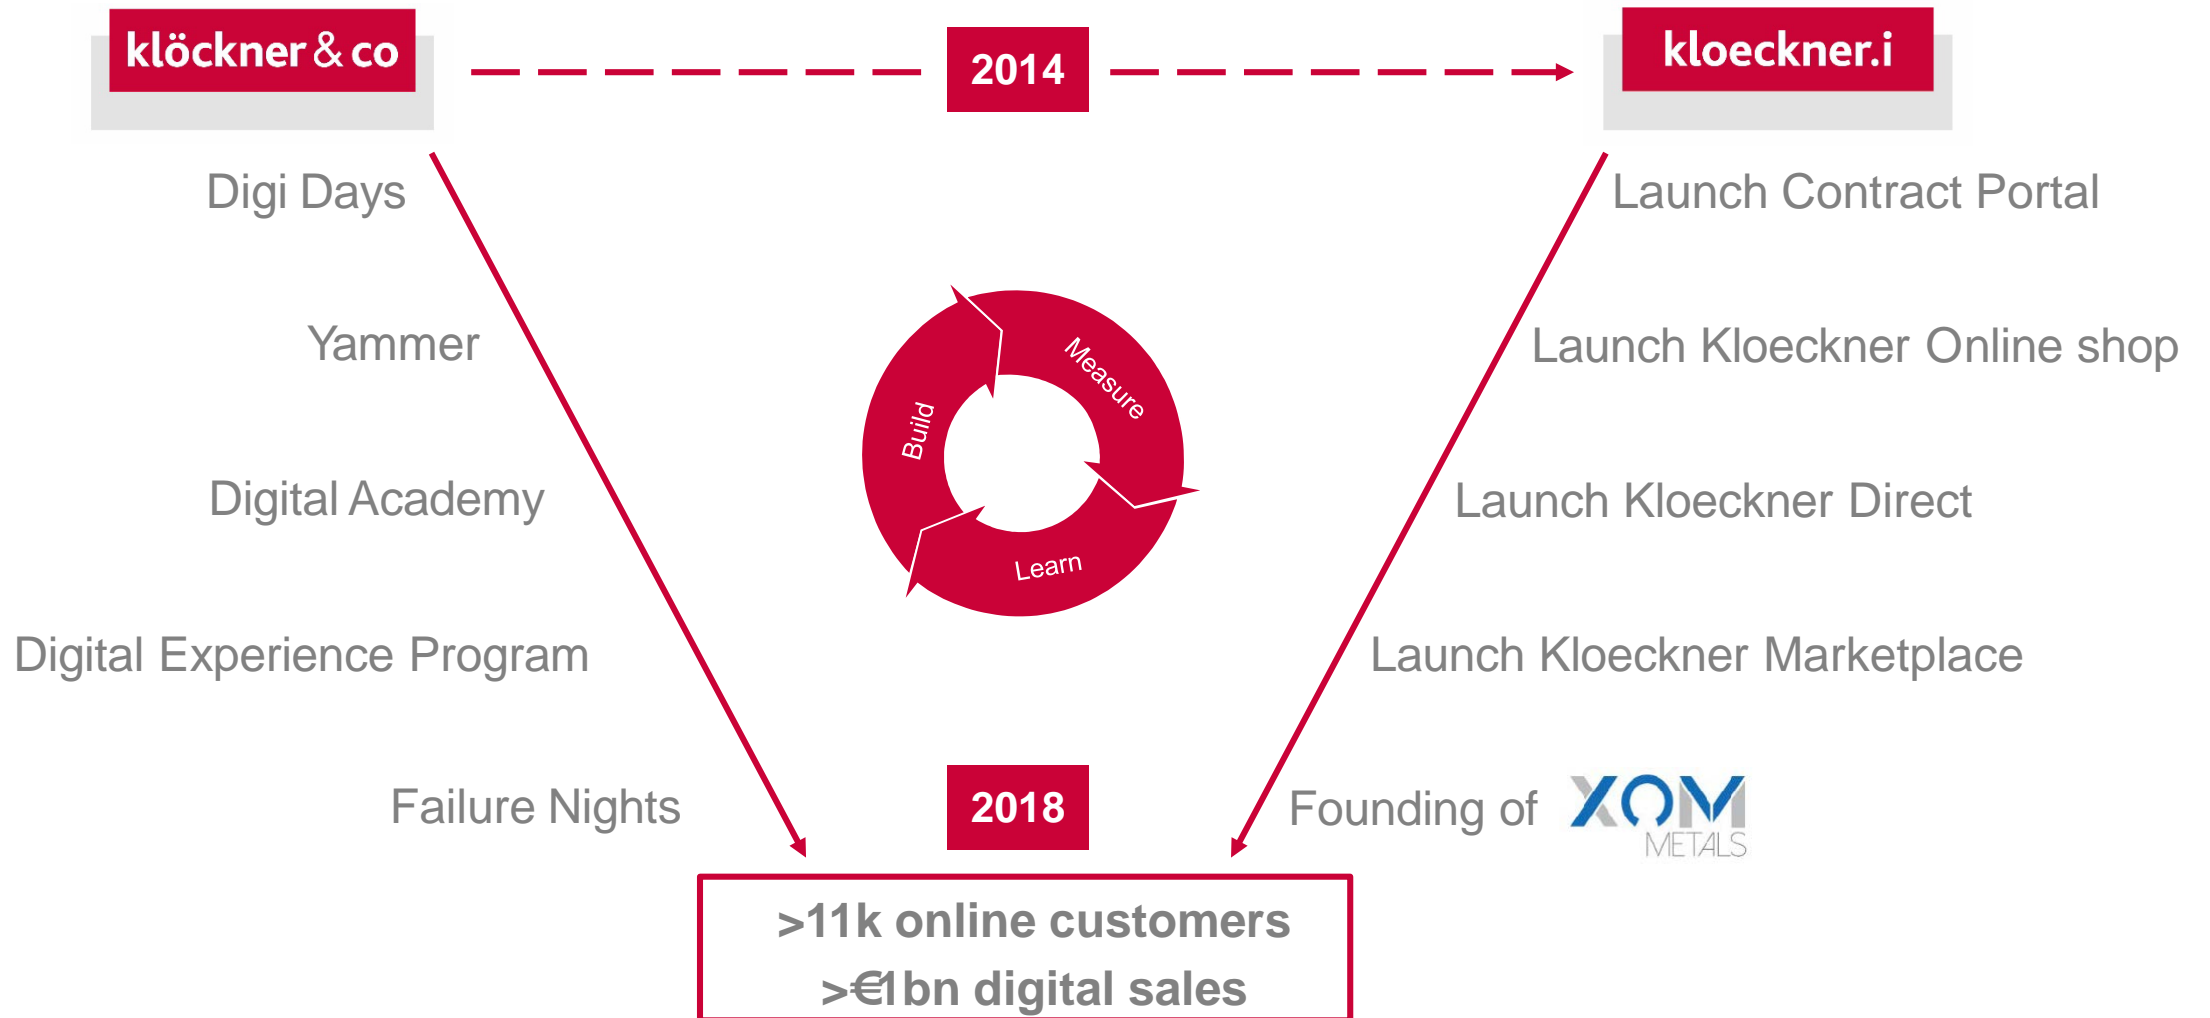 klöckner & co
2014
kloeckner.i
Digi Days
Launch Contract Portal
Yammer
Launch Kloeckner Online shop
Measure
Build
Learn
Digital Academy
Launch Kloeckner Direct
Digital Experience Program
Launch Kloeckner Marketplace
Failure Nights
2018
Founding of XOM
METALS
>11k online customers
>€1bn digital sales